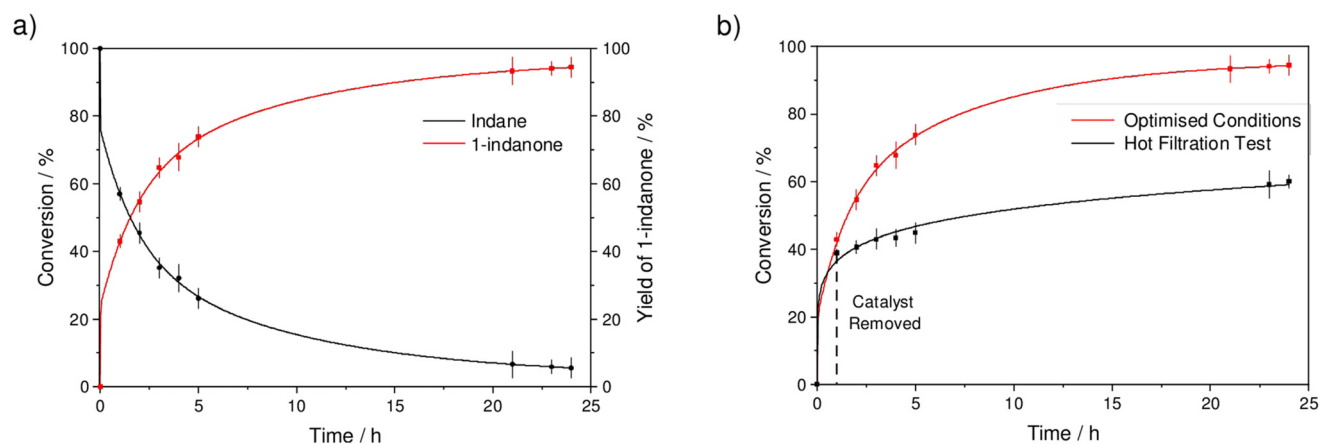 a)
100
80
60
40
20
0
Conversion / %
0
5
10
15
20
25
Time / h
100
80
60
40
20
0
Yield of 1-indanone / %
Indane
1-indanone
b)
100
80
60
40
20
0
Conversion / %
0
5
10
15
20
25
Time / h
Optimised Conditions
Hot Filtration Test
Catalyst
Removed